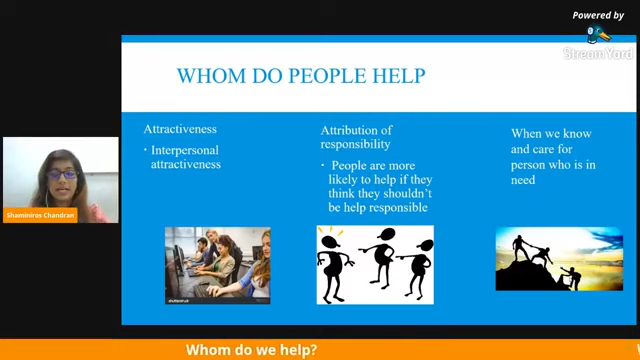 Powered by
StreamYard
WHOM DO PEOPLE HELP
Attractiveness
• Interpersonal
attractiveness
Attribution of
responsibility
• People are more
likely to help if they
think they shouldn't
be help responsible
When we know
and care for
person who is in
need
shutterstock
Shaminiros Chandran
Whom do we help?